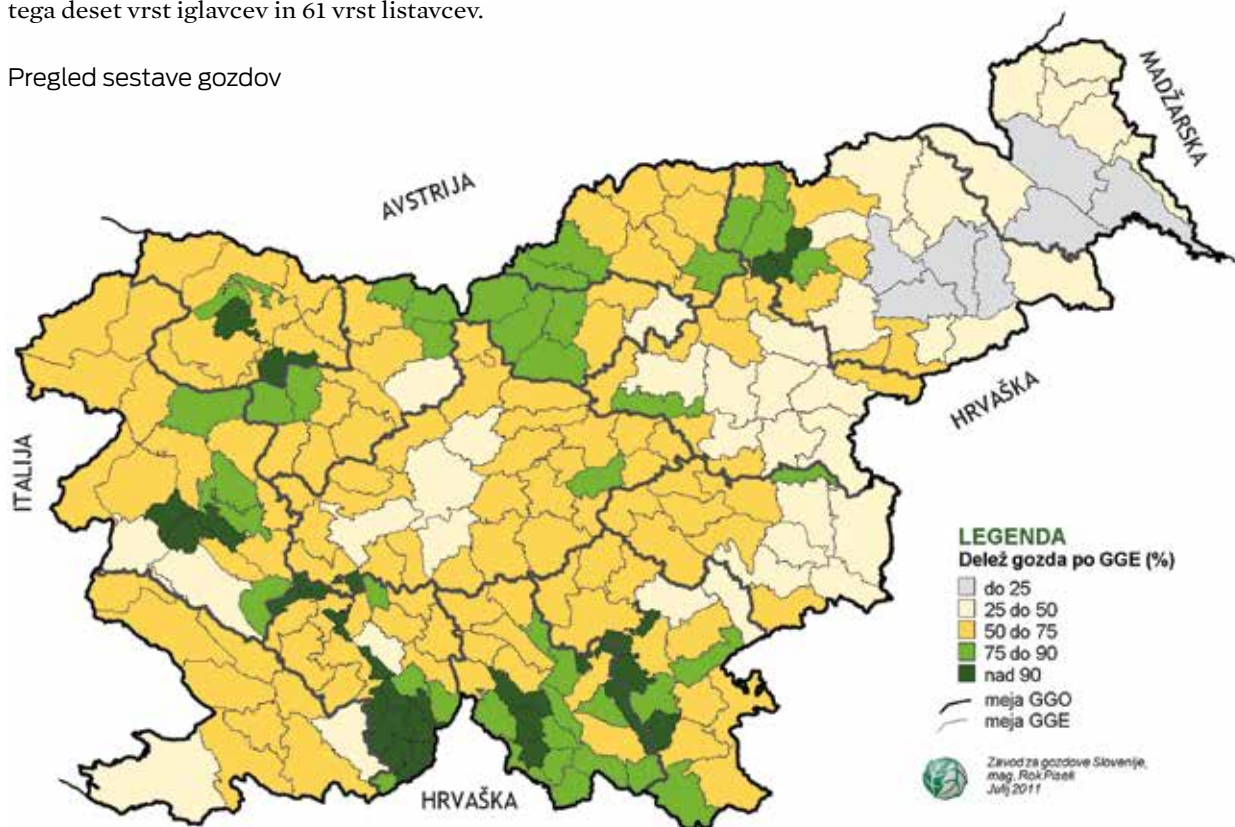 tega deset vrst iglavcev in 61 vrst listavcev.
Pregled sestave gozdov
MADŽARSKA
AVSTRIJA
HRVAŠKA
ITALIJA
LEGENDA
Delež gozda po GGE (%)
do 25
25 do 50
50 do 75
75 do 90
nad 90
meja GGO
meja GGE
Zavod za gozdove Slovenije,
mag. Rok Pisek
Julij 2011
HRVAŠKA